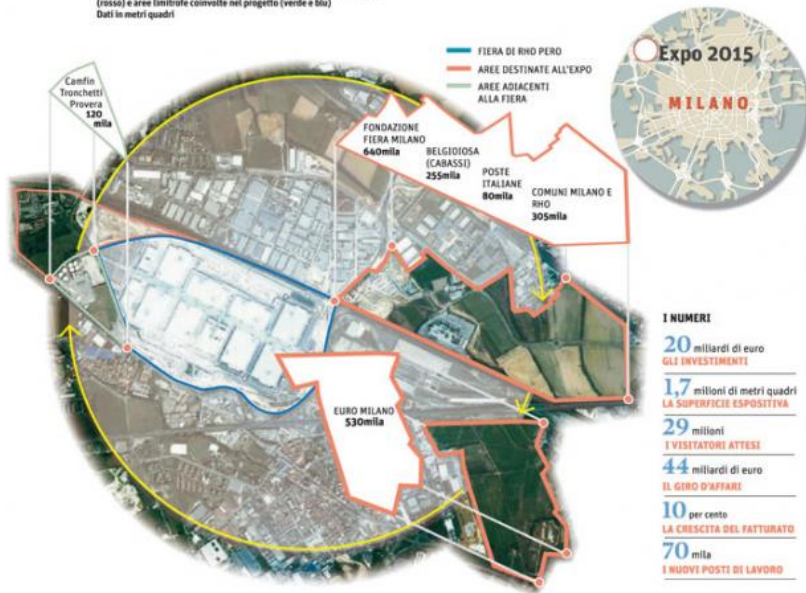 (rosso) e aree limitrofe coinvolte nel progetto (verde e blu)
Dati in metri quadri
FIERA DI RHO PERO
AREE DESTINATE ALL'EXPO
AREE ADIACENTI
ALLA FIERA
Expo 2015
MILANO
Camfin
Tronchetti
Provera
120
mila
FONDAZIONE
FIERA MILANO
640mila
BELGIOIOSA
(CABASSI)
255mila
POSTE
ITALIANE
80mila
COMUNI MILANO E
RHO
305mila
EURO MILANO
530mila
I NUMERI
20 miliardi di euro
GLI INVESTIMENTI
1,7 milioni di metri quadri
LA SUPERFICIE ESPOSITIVA
29 milioni
I VISITATORI ATTESI
44 miliardi di euro
IL GIRO D'AFFARI
10 per cento
LA CRESCITA DEL FATTURATO
70 mila
I NUOVI POSTI DI LAVORO